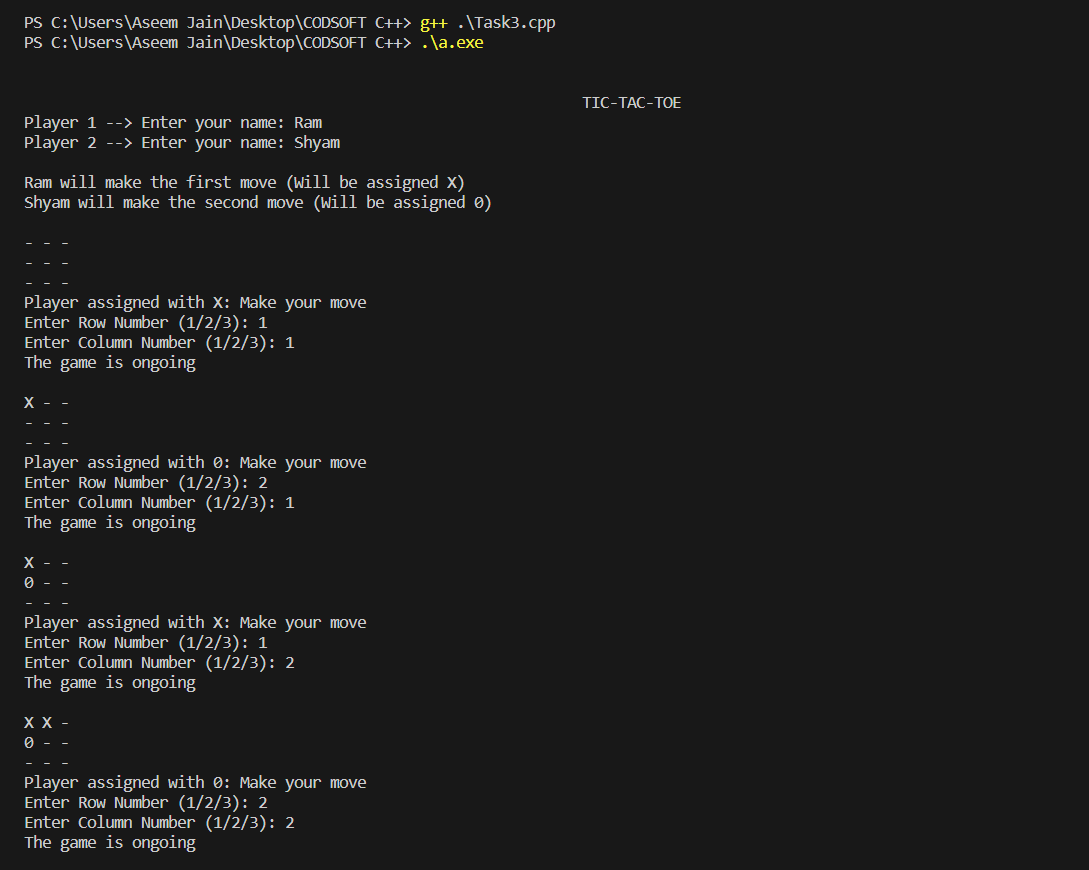 PS C:\Users\Aseem Jain\Desktop\CODSOFT C++> g++ .\Task3.cpp
PS C:\Users\Aseem Jain\Desktop\CODSOFT C++> .\a.exe
TIC-TAC-TOE
Player 1 --> Enter your name: Ram
Player 2 --> Enter your name: Shyam
Ram will make the first move (Will be assigned X)
Shyam will make the second move (Will be assigned 0)
- - -
- - -
- - -
Player assigned with X: Make your move
Enter Row Number (1/2/3): 1
Enter Column Number (1/2/3): 1
The game is ongoing
X - -
- - -
- - -
Player assigned with 0: Make your move
Enter Row Number (1/2/3): 2
Enter Column Number (1/2/3): 1
The game is ongoing
X - -
0 - -
- - -
Player assigned with X: Make your move
Enter Row Number (1/2/3): 1
Enter Column Number (1/2/3): 2
The game is ongoing
X X -
0 - -
- - -
Player assigned with 0: Make your move
Enter Row Number (1/2/3): 2
Enter Column Number (1/2/3): 2
The game is ongoing